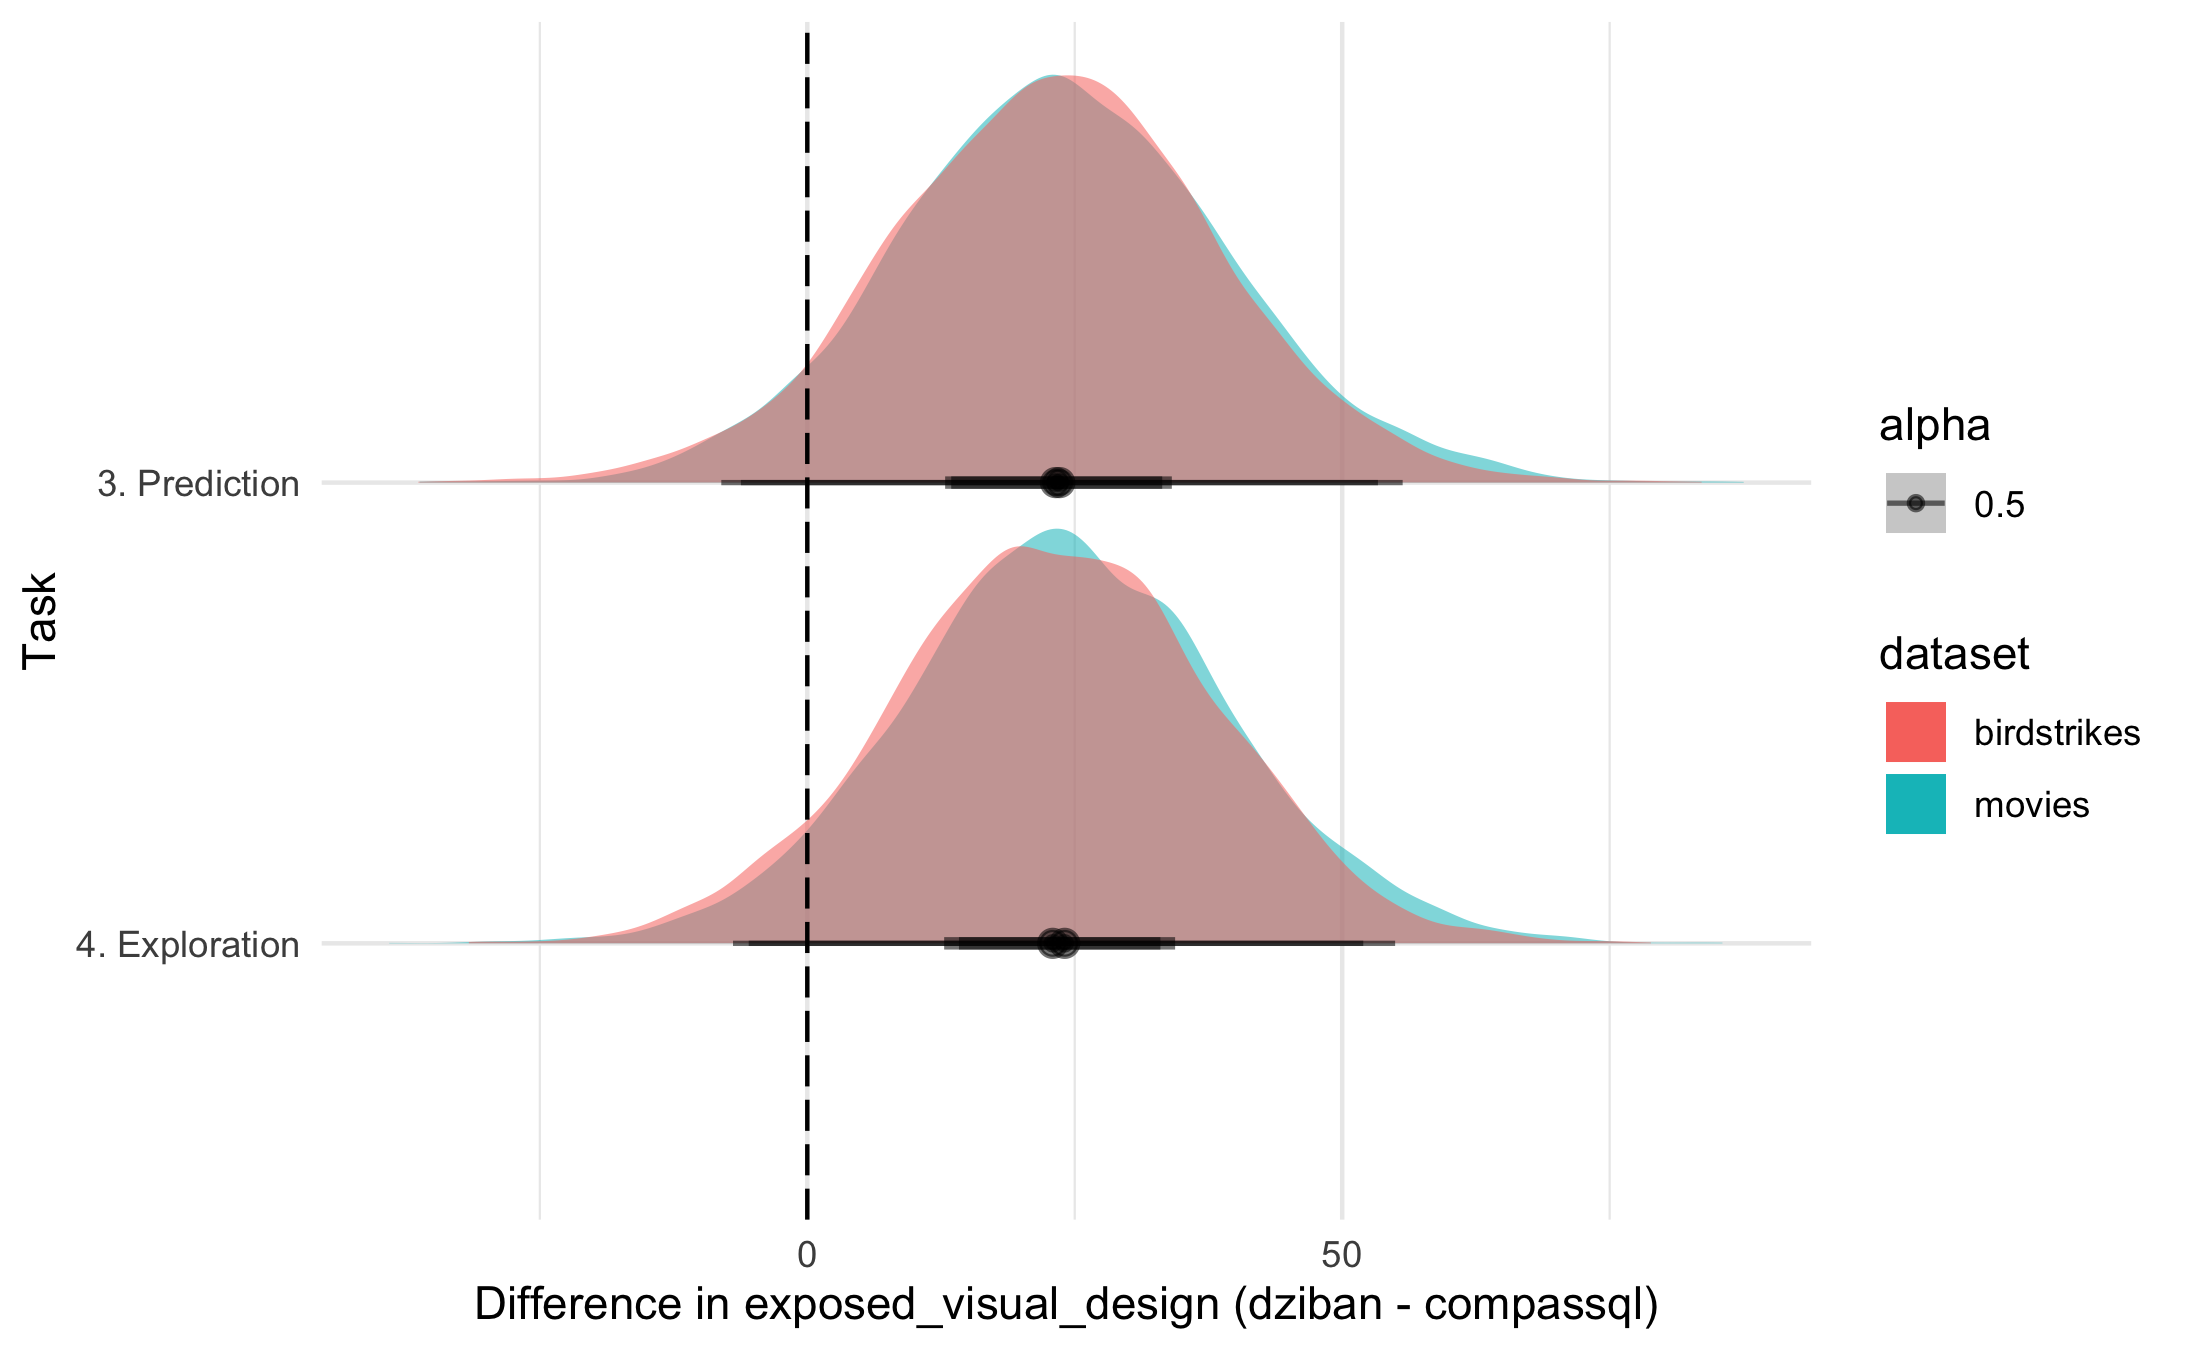 3. Prediction
4. Exploration
Task
0
50
Difference in exposed_visual_design (dziban - compassql)
alpha
0.5
dataset
birdstrikes
movies